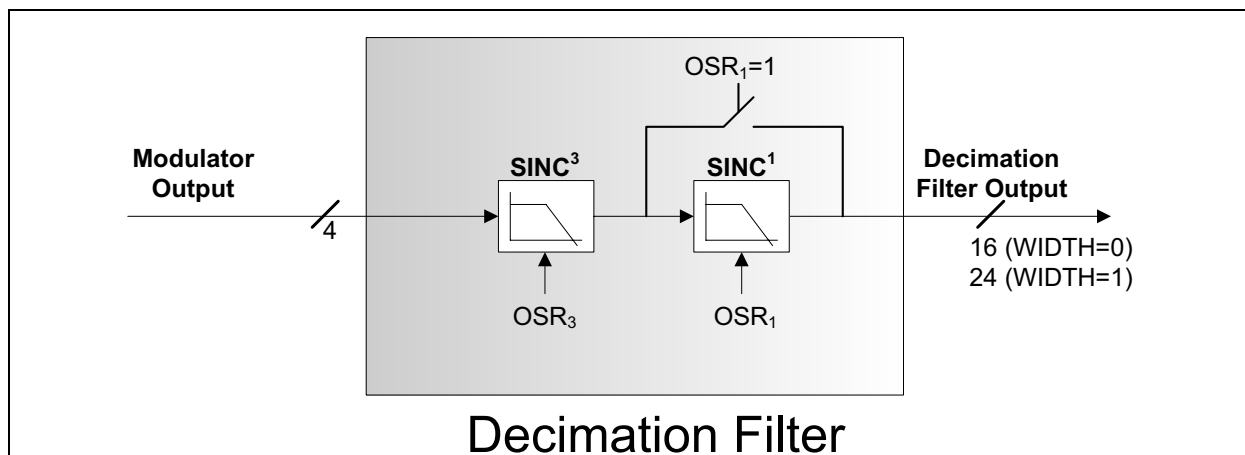 OSR₁=1
Modulator
Output
4
SINC³
SINC¹
Decimation
Filter Output
16 (WIDTH=0)
24 (WIDTH=1)
OSR₃
OSR₁
Decimation Filter